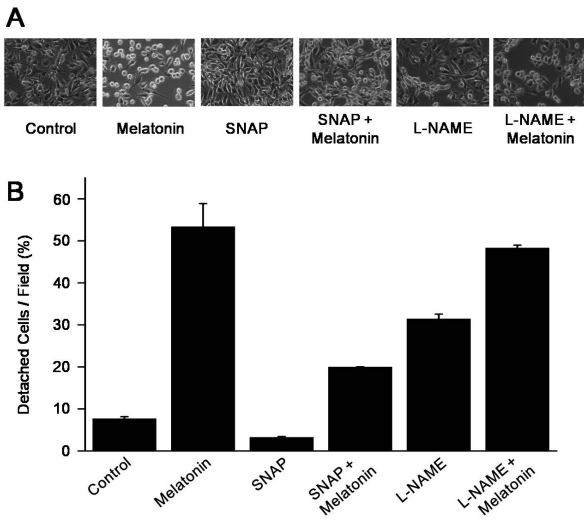 A
Control
Melatonin
SNAP
SNAP +
Melatonin
L-NAME
L-NAME +
Melatonin
B
Detached Cells / Field (%)
60
50
40
30
20
10
0
Control
Melatonin
SNAP
SNAP +
Melatonin
L-NAME
L-NAME +
Melatonin